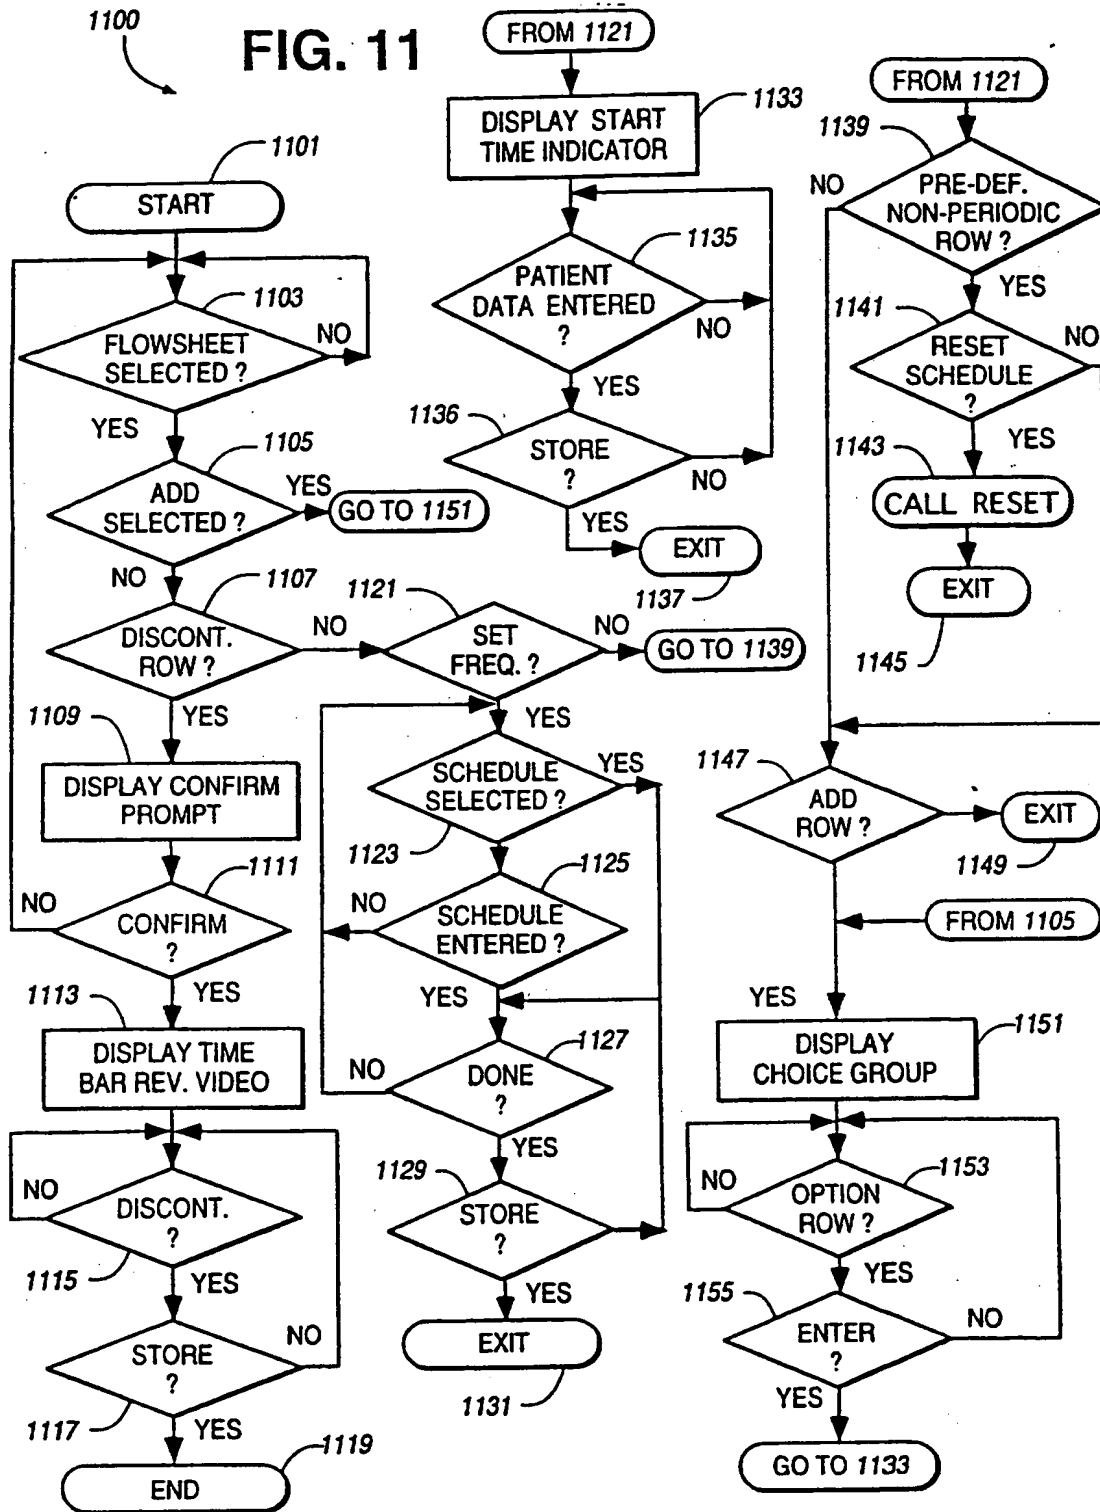 1100
FIG. 11
1101
START
1103
FLOWSHEET
SELECTED ?
NO
YES
1105
ADD
SELECTED ?
YES
GO TO 1151
NO
1107
DISCONT.
ROW ?
NO
YES
1109
DISPLAY CONFIRM
PROMPT
1111
NO
CONFIRM
?
YES
1113
DISPLAY TIME
BAR REV. VIDEO
NO
DISCONT.
?
1115
YES
STORE
?
NO
1117
YES
1119
END
FROM 1121
1133
DISPLAY START
TIME INDICATOR
1135
PATIENT
DATA ENTERED
?
NO
YES
1136
STORE
?
NO
YES
EXIT
1137
1121
SET
FREQ. ?
NO
GO TO 1139
YES
SCHEDULE
SELECTED ?
YES
1123
1125
NO
SCHEDULE
ENTERED ?
YES
1127
NO
DONE
?
YES
1129
STORE
?
YES
EXIT
1131
FROM 1121
1139
NO
PRE-DEF.
NON-PERIODIC
ROW ?
YES
1141
NO
RESET
SCHEDULE
?
YES
1143
CALL RESET
EXIT
1145
1147
ADD
ROW ?
EXIT
1149
FROM 1105
YES
1151
DISPLAY
CHOICE GROUP
1153
NO
OPTION
ROW ?
YES
1155
ENTER
?
NO
YES
GO TO 1133